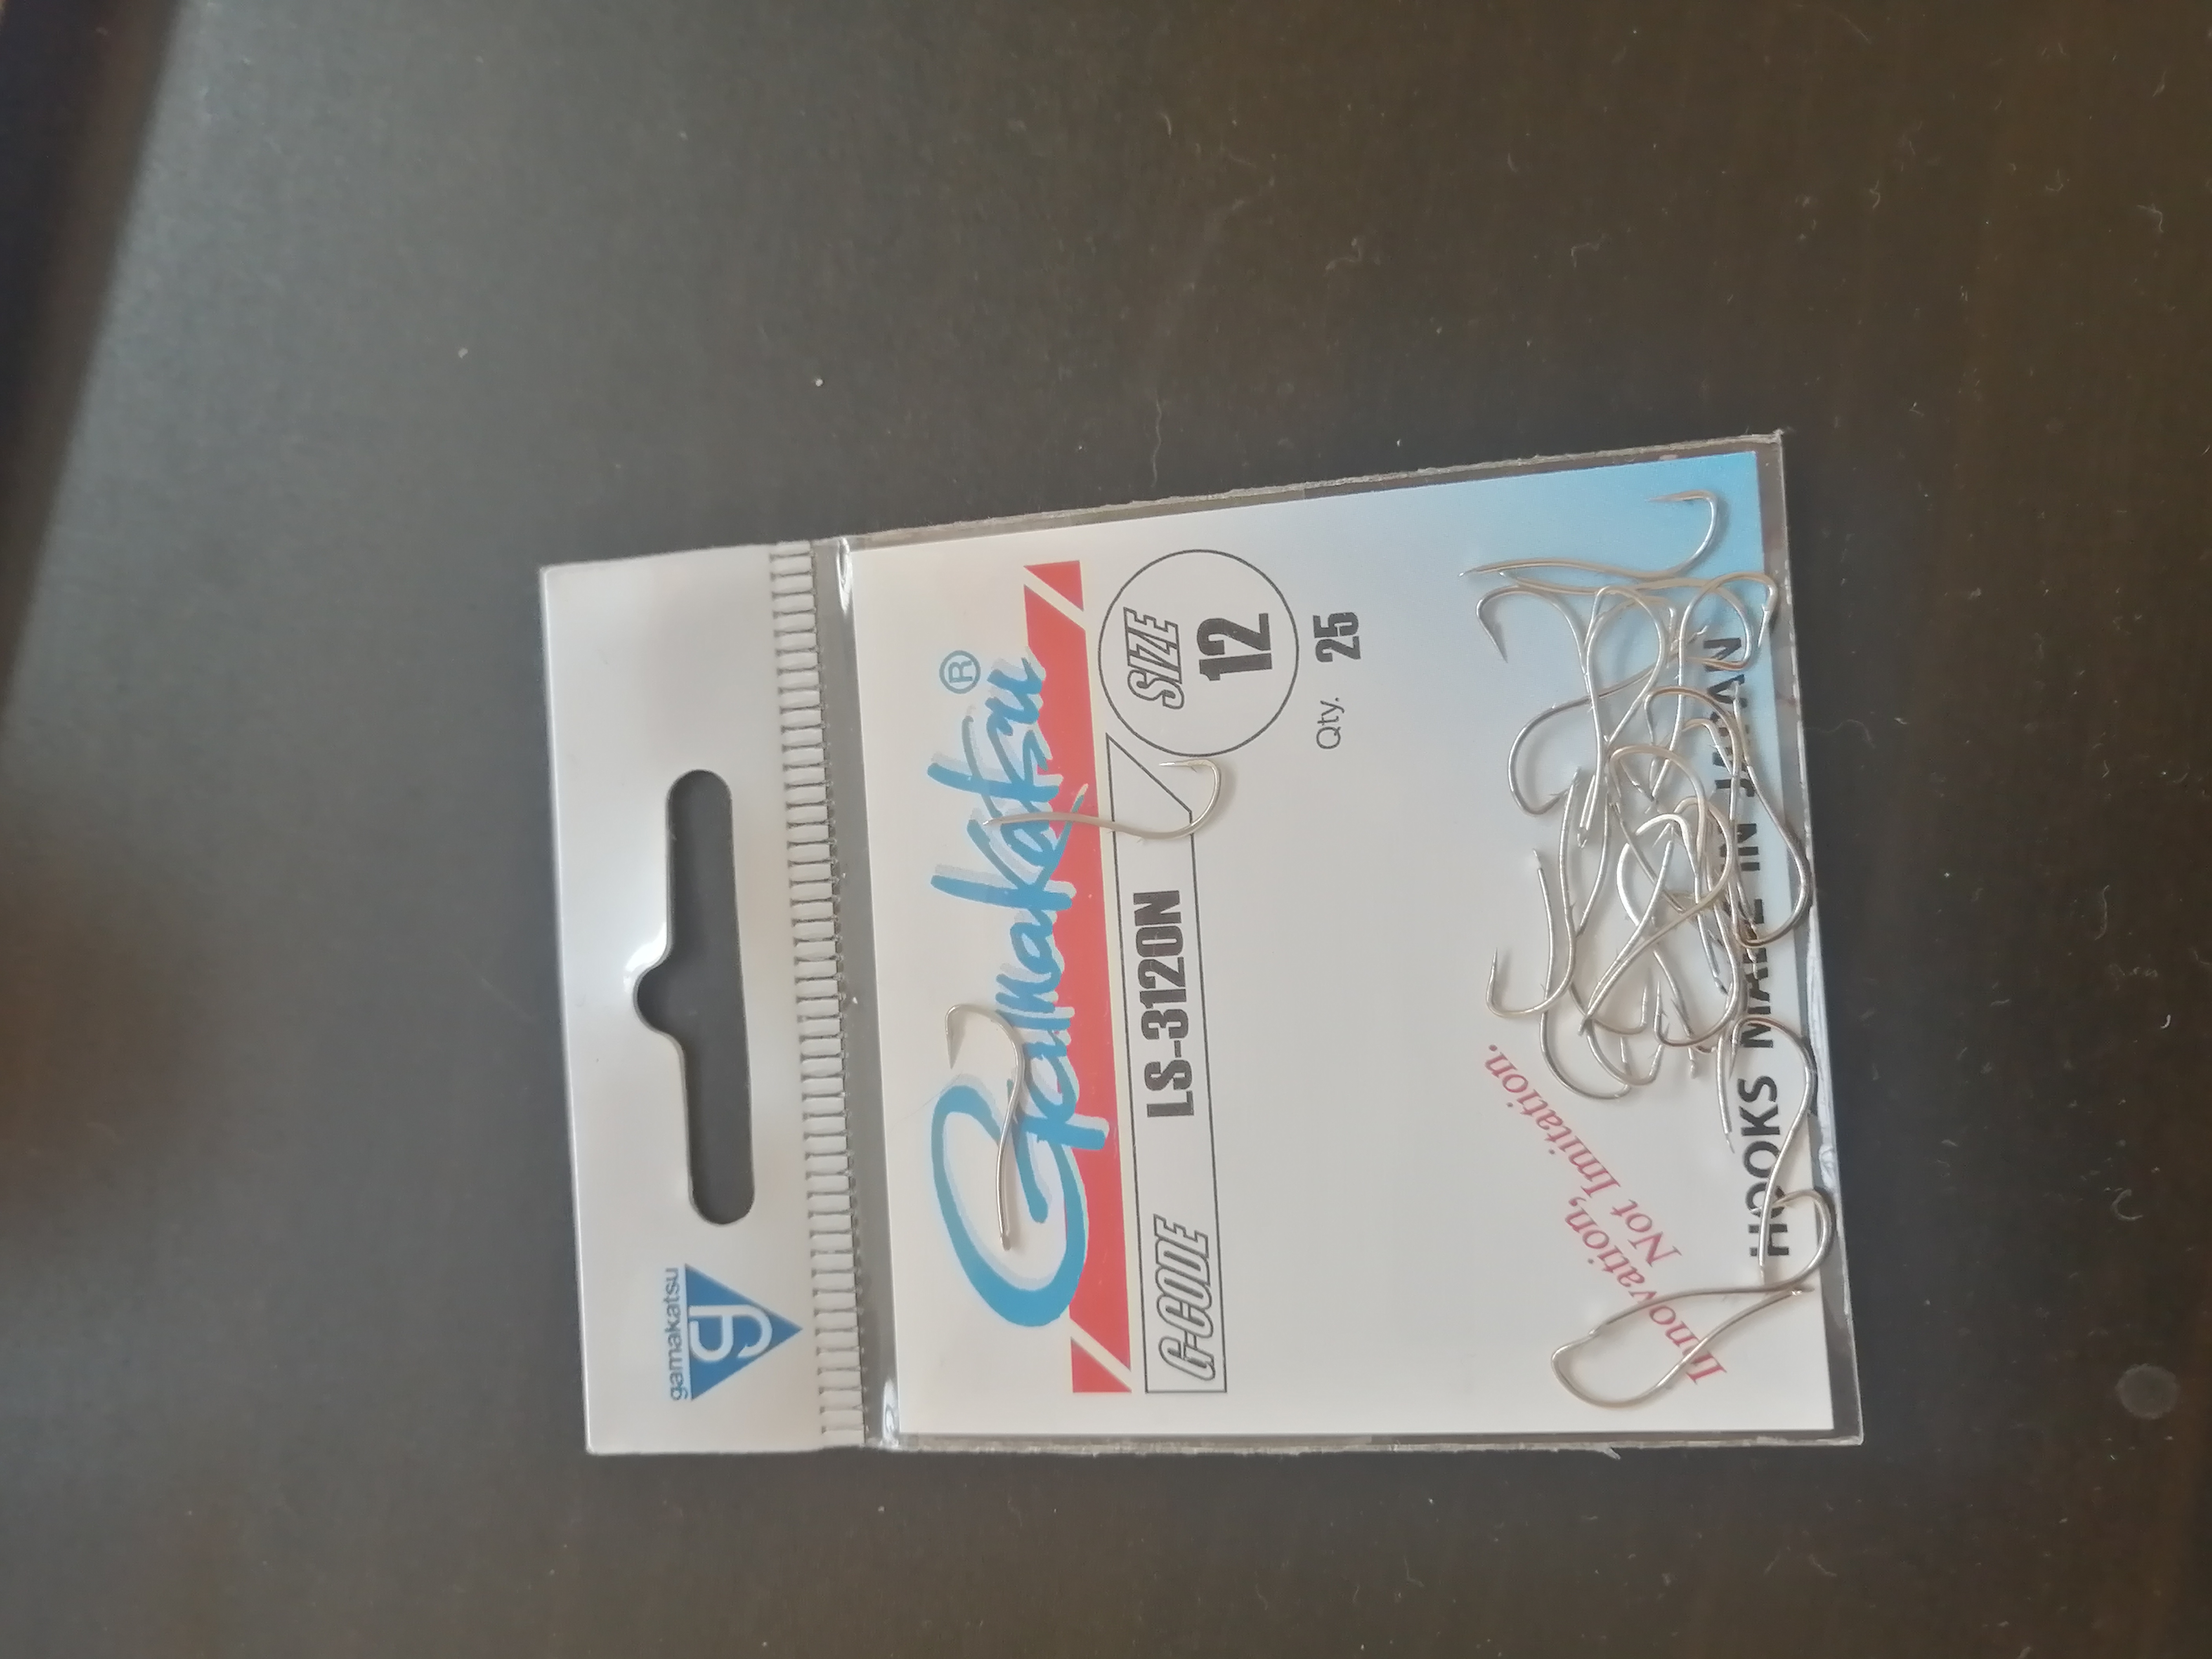 gamakatsu
Gamakatsu®
G-CODE LS-3120N SIZE 12
Qty. 25
Innovation,
Not Imitation.
HOOKS MADE IN JAPAN